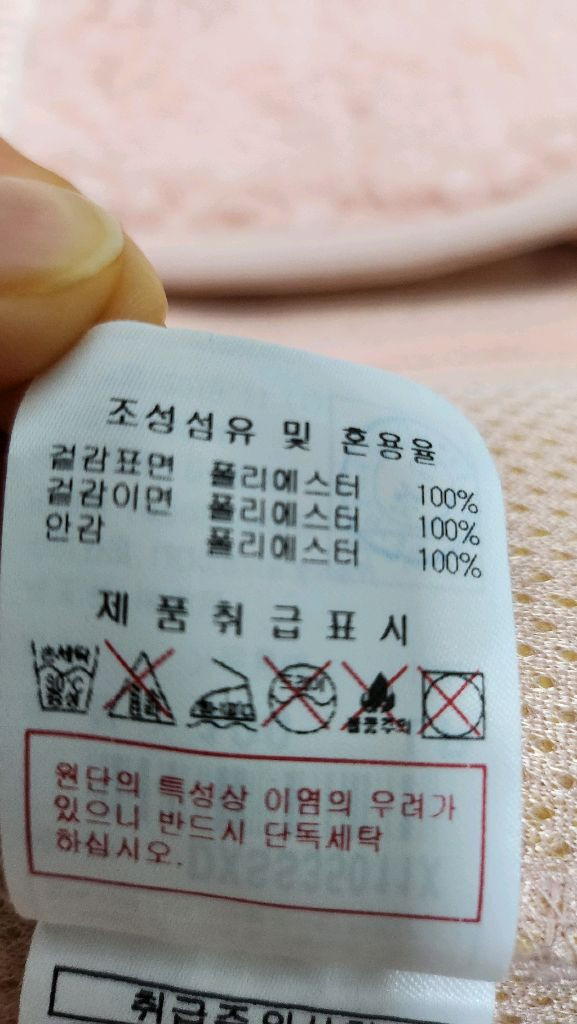 조성섬유 및 혼용율
겉감표면 폴리에스터 100%
겉감이면 폴리에스터 100%
안감 폴리에스터 100%
제품취급표시
손세탁
원단의 특성상 이염의 우려가
있으니 반드시 단독세탁
하십시오.